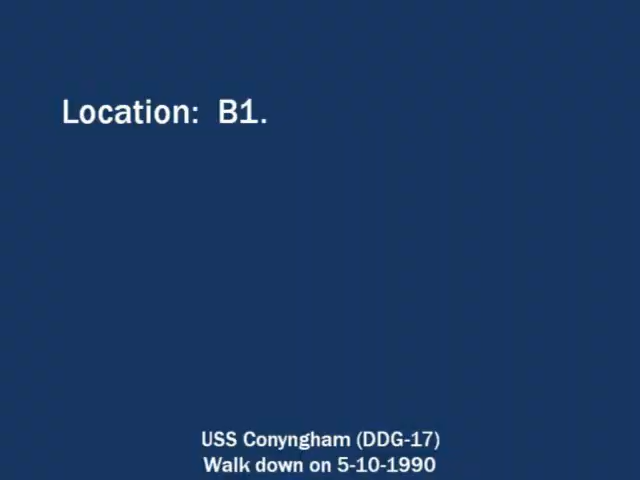 Location:  B1.
USS Conyngham (DDG-17)
Walk down on 5-10-1990